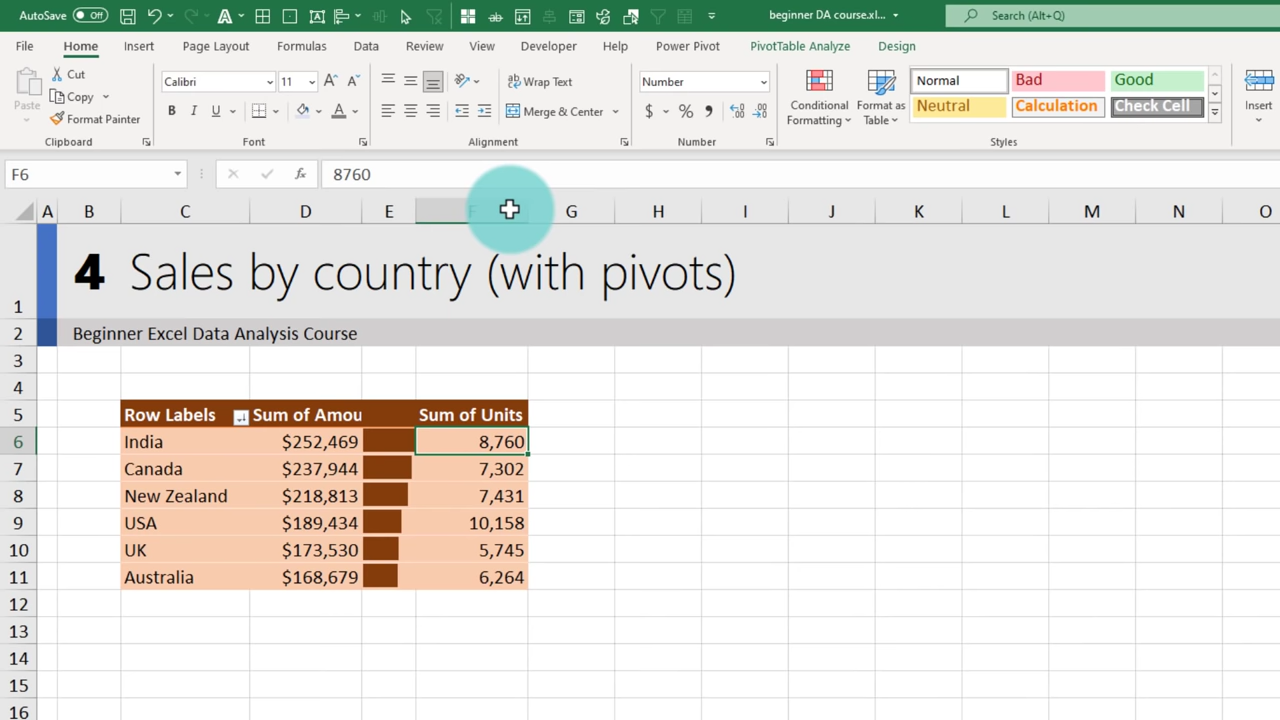 AutoSave Off beginner DA course.xl... Search (Alt+Q)
File Home Insert Page Layout Formulas Data Review View Developer Help Power Pivot PivotTable Analyze Design
Paste
Cut
Copy
Format Painter
Clipboard
Calibri 11
B I U
Font
Wrap Text
Merge & Center
Alignment
Number
$ %
Number
Conditional Formatting
Format as Table
Normal Bad Good
Neutral Calculation Check Cell
Styles
Insert
F6 fx 8760
A B C D E F G H I J K L M N O
1 4 Sales by country (with pivots)
2 Beginner Excel Data Analysis Course
3
4
5 Row Labels Sum of Amou Sum of Units
6 India $252,469 8,760
7 Canada $237,944 7,302
8 New Zealand $218,813 7,431
9 USA $189,434 10,158
10 UK $173,530 5,745
11 Australia $168,679 6,264
12
13
14
15
16